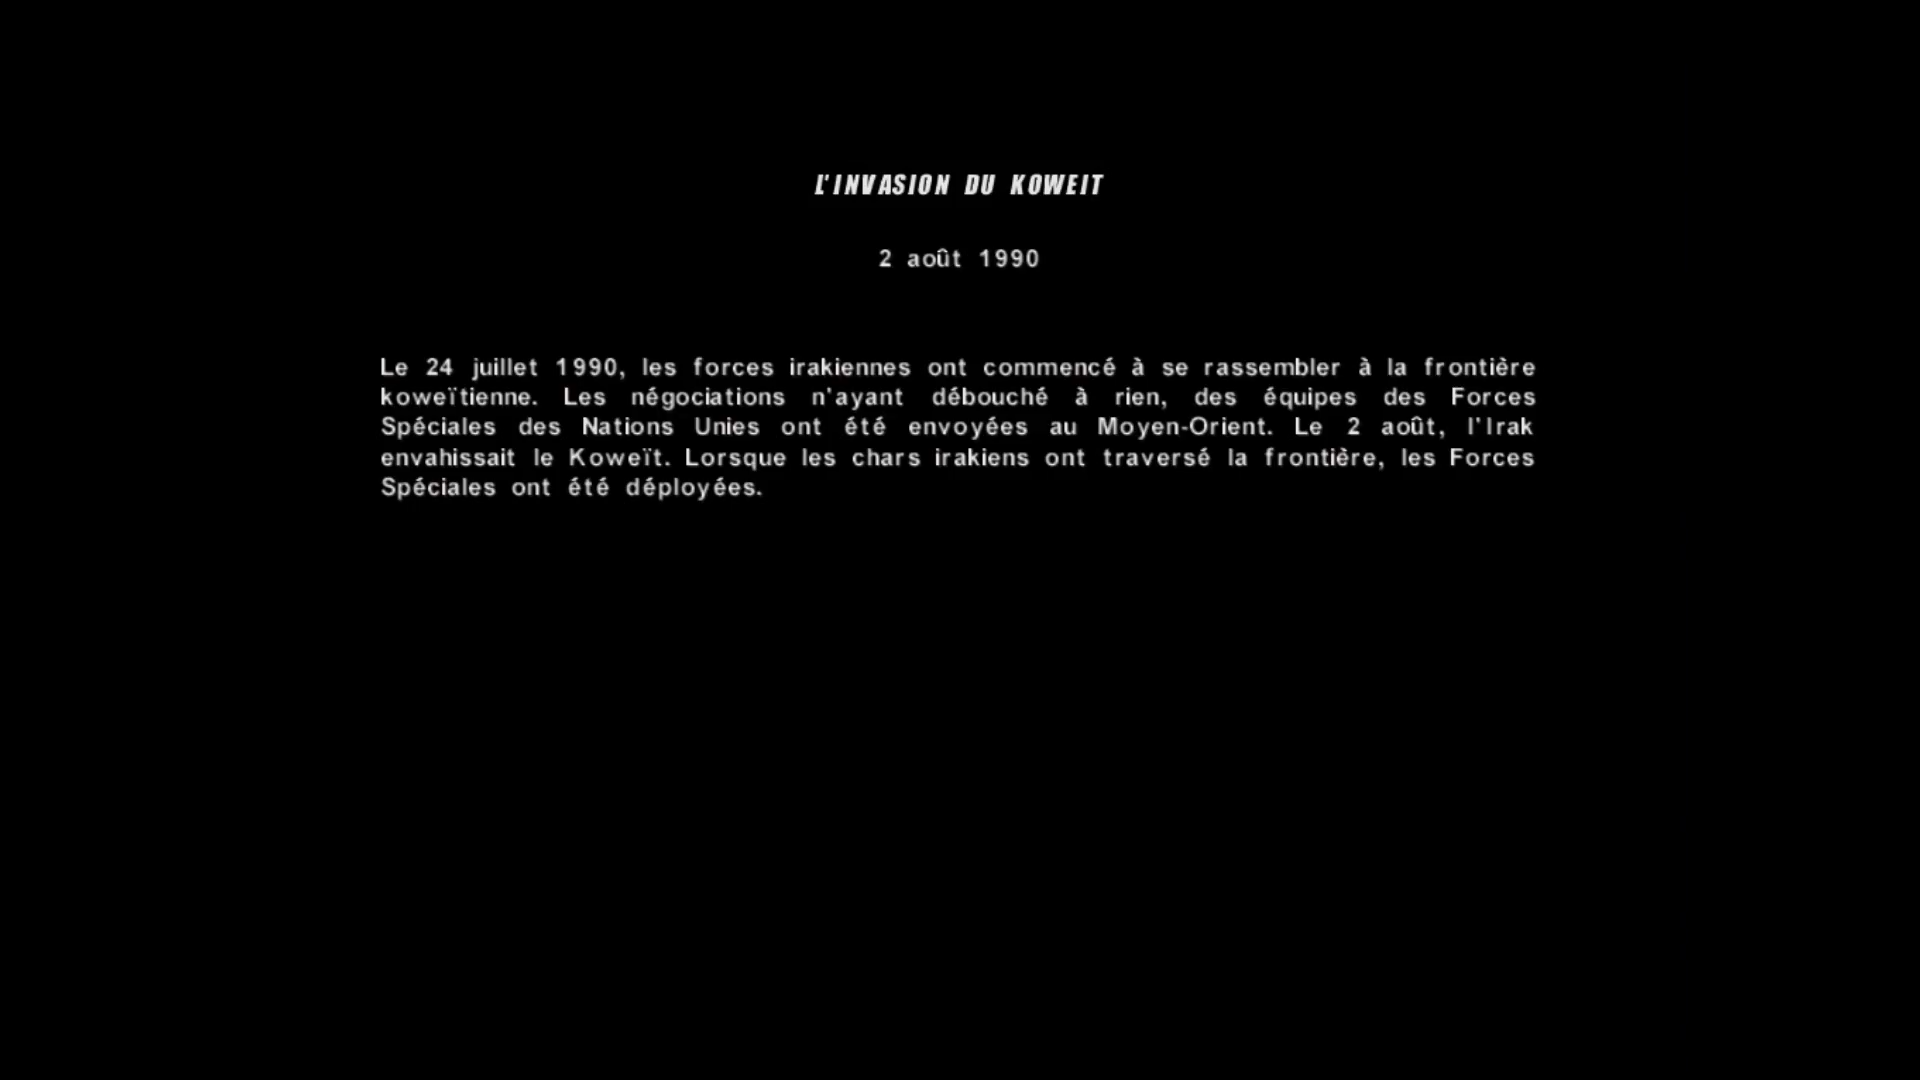 L'INVASION DU KOWEIT
2 août 1990
Le 24 juillet 1990, les forces irakiennes ont commencé à se rassembler à la frontière
koweïtienne. Les négociations n'ayant débouché à rien, des équipes des Forces
Spéciales des Nations Unies ont été envoyées au Moyen-Orient. Le 2 août, l'Irak
envahissait le Koweït. Lorsque les chars irakiens ont traversé la frontière, les Forces
Spéciales ont été déployées.